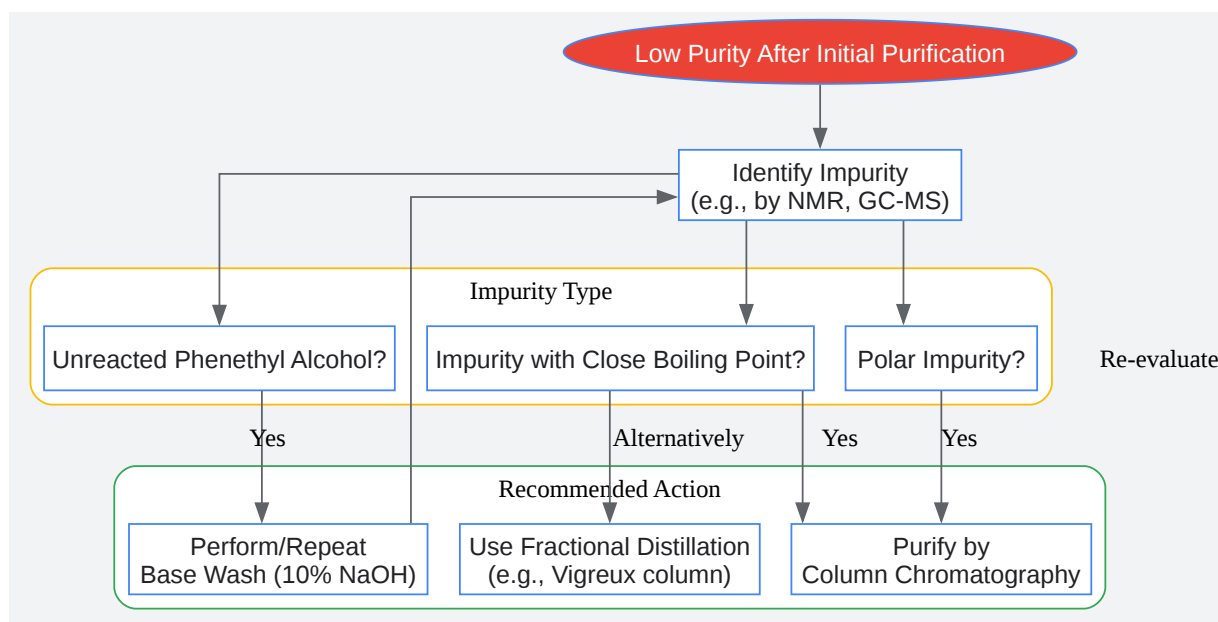 Low Purity After Initial Purification
Identify Impurity
(e.g., by NMR, GC-MS)
Impurity Type
Unreacted Phenethyl Alcohol?
Impurity with Close Boiling Point?
Polar Impurity?
Re-evaluate
Yes
Alternatively
Yes
Yes
Recommended Action
Perform/Repeat
Base Wash (10% NaOH)
Use Fractional Distillation
(e.g., Vigreux column)
Purify by
Column Chromatography